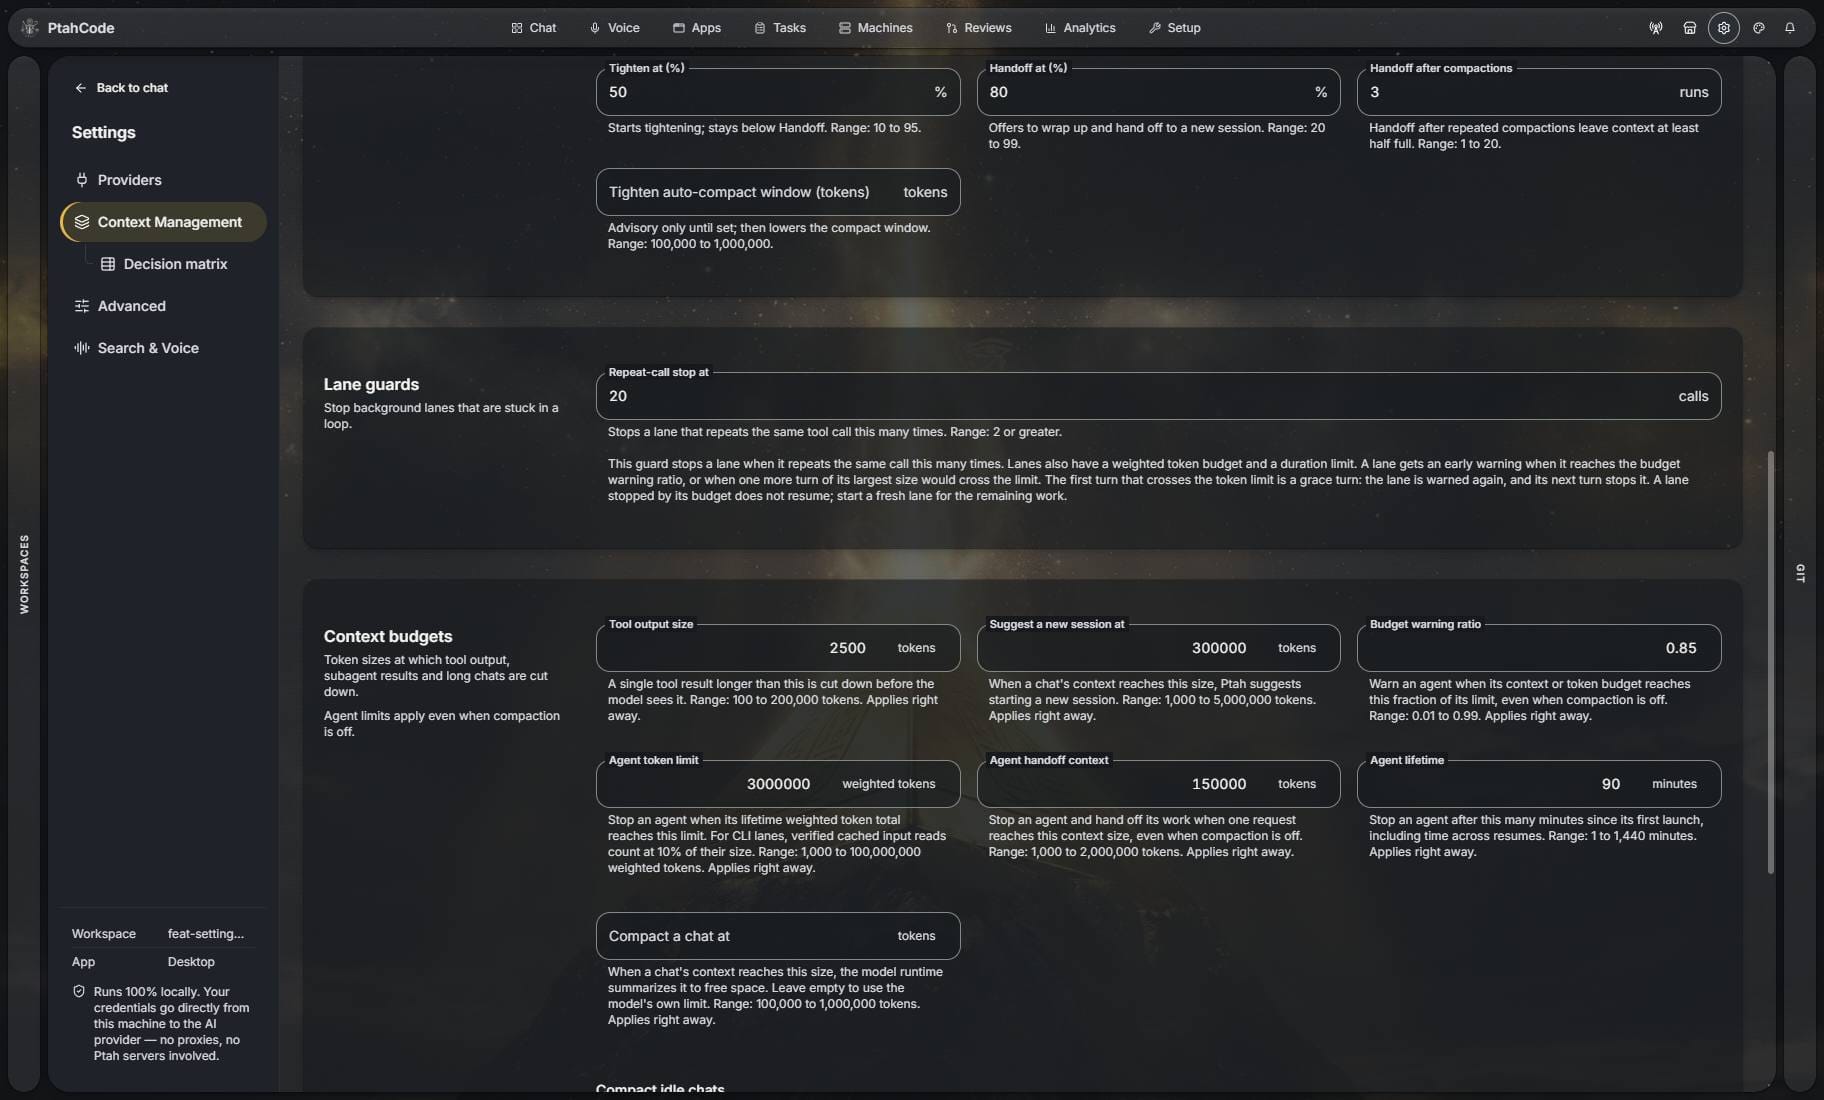 PtahCode
Chat
Voice
Apps
Tasks
Machines
Reviews
Analytics
Setup
WORKSPACES
Back to chat
Settings
Providers
Context Management
Decision matrix
Advanced
Search & Voice
Workspace feat-setting...
App Desktop
Runs 100% locally. Your
credentials go directly from
this machine to the AI
provider — no proxies, no
Ptah servers involved.
Tighten at (%)
50 %
Starts tightening; stays below Handoff. Range: 10 to 95.
Handoff at (%)
80 %
Offers to wrap up and hand off to a new session. Range: 20
to 99.
Handoff after compactions
3 runs
Handoff after repeated compactions leave context at least
half full. Range: 1 to 20.
Tighten auto-compact window (tokens) tokens
Advisory only until set; then lowers the compact window.
Range: 100,000 to 1,000,000.
Lane guards
Stop background lanes that are stuck in a
loop.
Repeat-call stop at
20 calls
Stops a lane that repeats the same tool call this many times. Range: 2 or greater.
This guard stops a lane when it repeats the same call this many times. Lanes also have a weighted token budget and a duration limit. A lane gets an early warning when it reaches the budget
warning ratio, or when one more turn of its largest size would cross the limit. The first turn that crosses the token limit is a grace turn: the lane is warned again, and its next turn stops it. A lane
stopped by its budget does not resume; start a fresh lane for the remaining work.
Context budgets
Token sizes at which tool output,
subagent results and long chats are cut
down.
Agent limits apply even when compaction
is off.
Tool output size
2500 tokens
A single tool result longer than this is cut down before the
model sees it. Range: 100 to 200,000 tokens. Applies right
away.
Suggest a new session at
300000 tokens
When a chat's context reaches this size, Ptah suggests
starting a new session. Range: 1,000 to 5,000,000 tokens.
Applies right away.
Budget warning ratio
0.85
Warn an agent when its context or token budget reaches
this fraction of its limit, even when compaction is off.
Range: 0.01 to 0.99. Applies right away.
Agent token limit
3000000 weighted tokens
Stop an agent when its lifetime weighted token total
reaches this limit. For CLI lanes, verified cached input reads
count at 10% of their size. Range: 1,000 to 100,000,000
weighted tokens. Applies right away.
Agent handoff context
150000 tokens
Stop an agent and hand off its work when one request
reaches this context size, even when compaction is off.
Range: 1,000 to 2,000,000 tokens. Applies right away.
Agent lifetime
90 minutes
Stop an agent after this many minutes since its first launch,
including time across resumes. Range: 1 to 1,440 minutes.
Applies right away.
Compact a chat at tokens
When a chat's context reaches this size, the model runtime
summarizes it to free space. Leave empty to use the
model's own limit. Range: 100,000 to 1,000,000 tokens.
Applies right away.
Compact idle chats
GIT